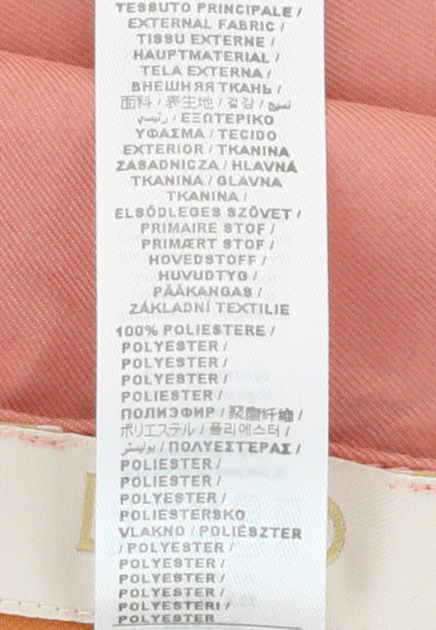 TESSUTO PRINCIPALE /
EXTERNAL FABRIC /
TISSU EXTERNE /
HAUPTMATERIAL /
TELA EXTERNA /
ВНЕШНЯЯ ТКАНЬ /
面料 / 表生地 / 겉감 / نسيج
رئيسي / ΕΞΩΤΕΡΙΚΟ
ΥΦΑΣΜΑ / TECIDO
EXTERIOR / TKANINA
ZASADNICZA / HLAVNÁ
TKANINA / GLAVNA
TKANINA /
ELSŐDLEGES SZÖVET /
PRIMAIRE STOF /
PRIMÆRT STOF /
HOVEDSTOFF /
HUVUDTYG /
PÄÄKANGAS /
ZÁKLADNÍ TEXTILIE
100% POLIESTERE /
POLYESTER /
POLYESTER /
POLYESTER /
POLIESTER /
ПОЛИЭФИР / 聚酯纤维 /
ポリエステル / 폴리에스터 /
بوليستر / ΠΟΛΥΕΣΤΕΡΑΣ /
POLIESTER /
POLIESTER /
POLYESTER /
POLIESTERSKO
VLAKNO / POLIÉSZTER
/ POLYESTER /
POLYESTER /
POLYESTER /
POLYESTER /
POLYESTERI /
POLYESTER